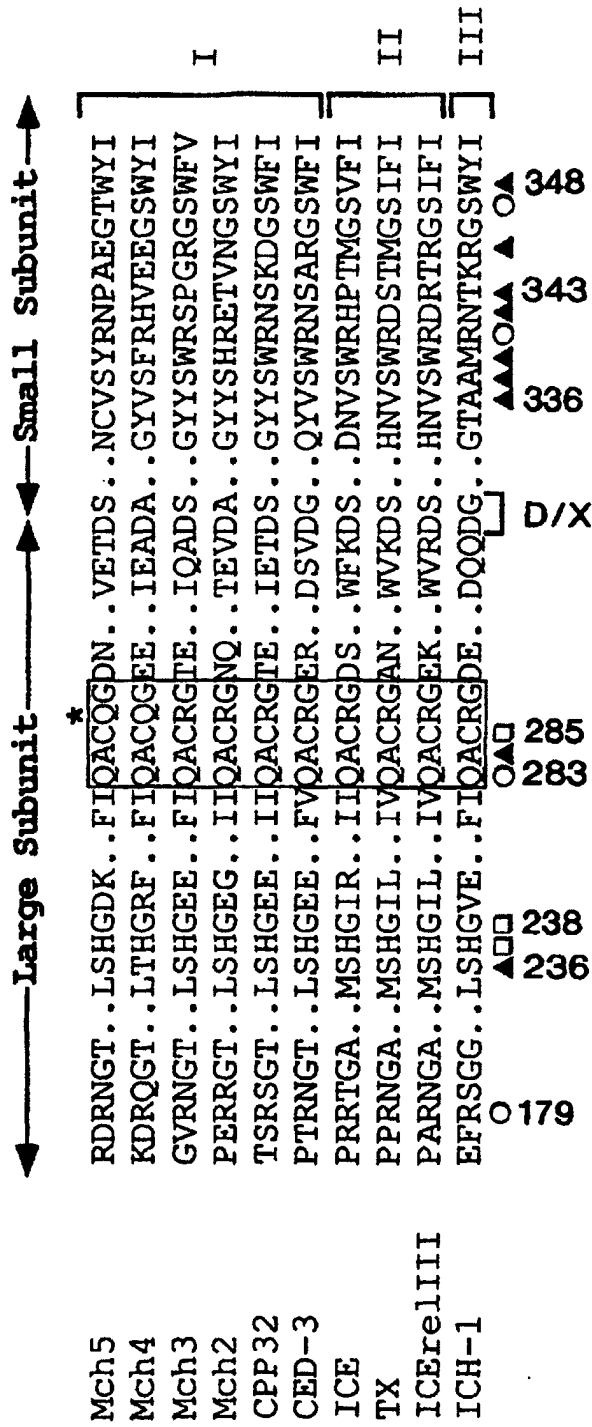 Large Subunit Small Subunit
*
Mch5 RDRNGT..LSHGDK..FIQACQGDN..VETDS..NCVSYRNPAEGTWYI
Mch4 KDRQGT..LTHGRF..FIQACQGEE..IEADA..GYVSFRHVEEGSWYI
Mch3 GVRNGT..LSHGEE..FIQACRGTE..IQADS..GYYSWRSPGRGSWFV
Mch2 PERRGT..LSHGEG..IIQACRGNQ..TEVDA..GYYSHRETVNGSWYI
CPP32 TSRSGT..LSHGEE..IIQACRGTE..IETDS..GYYSWRNSKDGSWFI
CED-3 PTRNGT..LSHGEE..FVQACRGER..DSVDG..QYVSWRNSARGSWFI
ICE PRRTGA..MSHGIR..IIQACRGDS..WFKDS..DNVSWRHPTMGSVFI
TX PPRNGA..MSHGIL..IVQACRGAN..WVKDS..HNVSWRDSTMGSIFI
ICErelIII PARNGA..MSHGIL..IVQACRGEK..WVRDS..HNVSWRDRTRGSIFI
ICH-1 EFRSGG..LSHGVE..FIQACRGDE..DQQDG..GTAAMRNTKRGSWYI
I
II
III
179 236 238 283 285 D/X 336 343 348